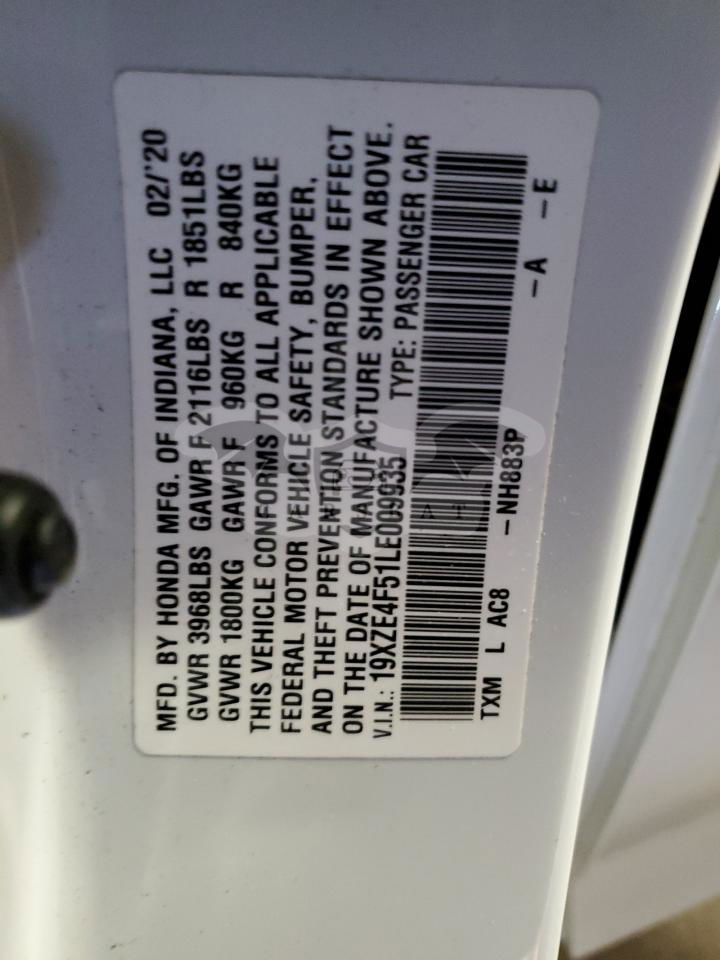 MFD. BY HONDA MFG. OF INDIANA, LLC 02/'20
GVWR 3968LBS GAWR F 2116LBS R 1851LBS
GVWR 1800KG GAWR F 960KG R 840KG
THIS VEHICLE CONFORMS TO ALL APPLICABLE
FEDERAL MOTOR VEHICLE SAFETY, BUMPER,
AND THEFT PREVENTION STANDARDS IN EFFECT
ON THE DATE OF MANUFACTURE SHOWN ABOVE.
V.I.N.: 19XZE4F51LE009935 TYPE: PASSENGER CAR
TXM L AC8 -NH883P -A -E